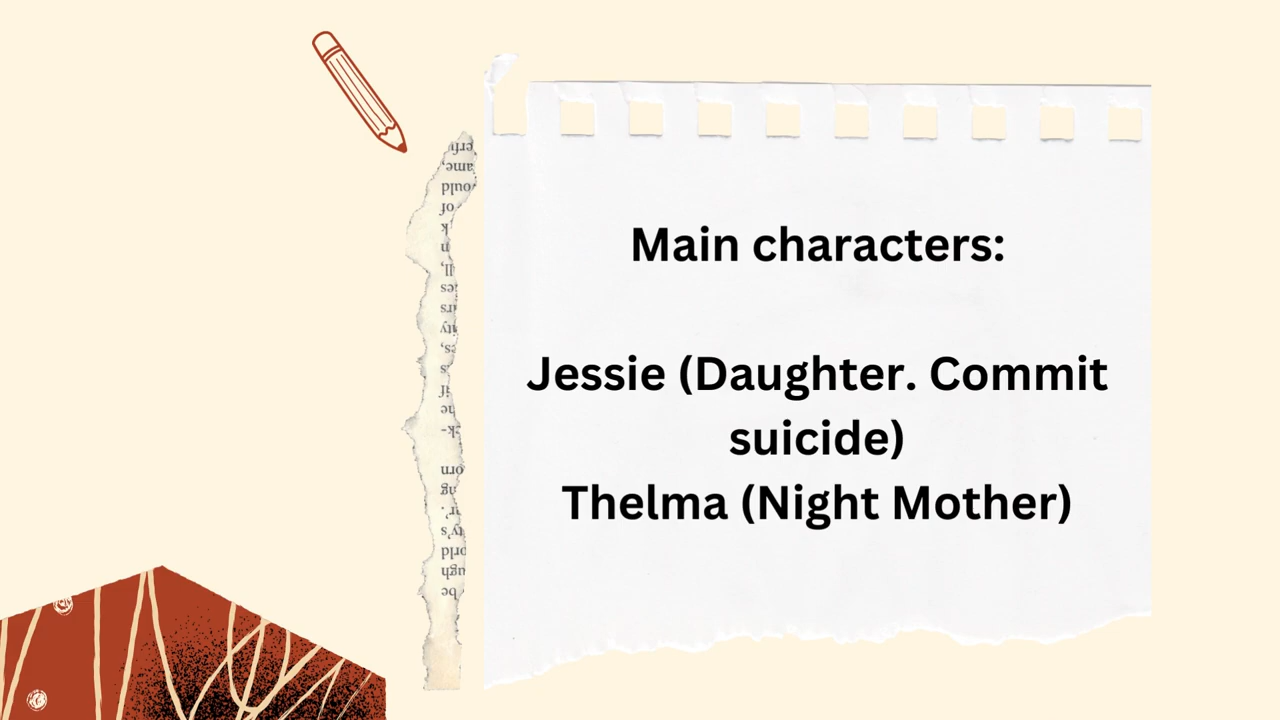 Main characters:
Jessie (Daughter. Commit
suicide)
Thelma (Night Mother)